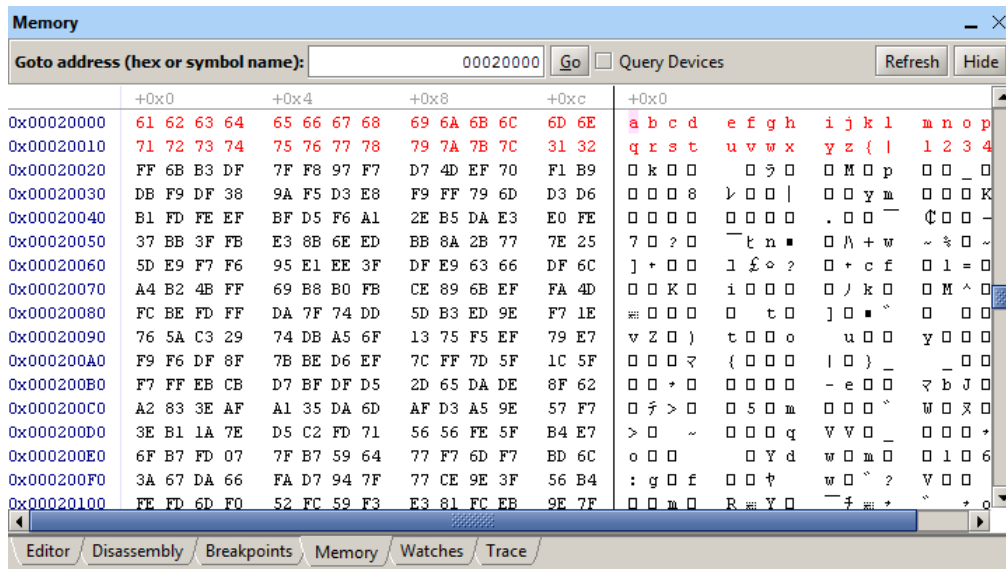 Memory
Goto address (hex or symbol name): 00020000 Go Query Devices Refresh Hide
+0x0 +0x4 +0x8 +0xc +0x0
0x00020000 61 62 63 64 65 66 67 68 69 6A 6B 6C 6D 6E a b c d e f g h i j k l m n o p
0x00020010 71 72 73 74 75 76 77 78 79 7A 7B 7C 31 32 q r s t u v w x y z { | 1 2 3 4
0x00020020 FF 6B B3 DF 7F F8 97 F7 D7 4D EF 70 F1 B9 k M p _
0x00020030 DB F9 DF 38 9A F5 D3 E8 F9 FF 79 6D D3 D6 8 | y m K
0x00020040 B1 FD FE EF BF D5 F6 A1 2E B5 DA E3 E0 FE .
0x00020050 37 BB 3F FB E3 8B 6E ED BB 8A 2B 77 7E 25 7 ? n + w ~ %
0x00020060 5D E9 F7 F6 95 E1 EE 3F DF E9 63 66 DF 6C ] ? c f l =
0x00020070 A4 B2 4B FF 69 B8 B0 FB CE 89 6B EF FA 4D K i k M ^
0x00020080 FC BE FD FF DA 7F 74 DD 5D B3 ED 9E F7 1E t ]
0x00020090 76 5A C3 29 74 DB A5 6F 13 75 F5 EF 79 E7 v Z ) t o u y
0x000200A0 F9 F6 DF 8F 7B BE D6 EF 7C FF 7D 5F 1C 5F { | } _ _
0x000200B0 F7 FF EB CB D7 BF DF D5 2D 65 DA DE 8F 62 - e b J
0x000200C0 A2 83 3E AF A1 35 DA 6D AF D3 A5 9E 57 F7 > 5 m W
0x000200D0 3E B1 1A 7E D5 C2 FD 71 56 56 FE 5F B4 E7 > ~ q V V _
0x000200E0 6F B7 FD 07 7F B7 59 64 77 F7 6D F7 BD 6C o Y d w m l 6
0x000200F0 3A 67 DA 66 FA D7 94 7F 77 CE 9E 3F 56 B4 : g f w ? V
0x00020100 FE FD 6D F0 52 FC 59 F3 E3 81 FC EB 9E 7F m R Y
Editor Disassembly Breakpoints Memory Watches Trace